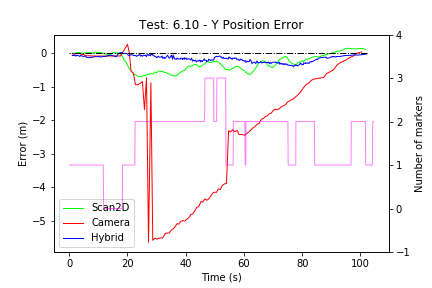 Test: 6.10 - Y Position Error
Error (m)
0
−1
−2
−3
−4
−5
4
3
2
1
0
−1
Number of markers
Scan2D
Camera
Hybrid
0 20 40 60 80 100
Time (s)